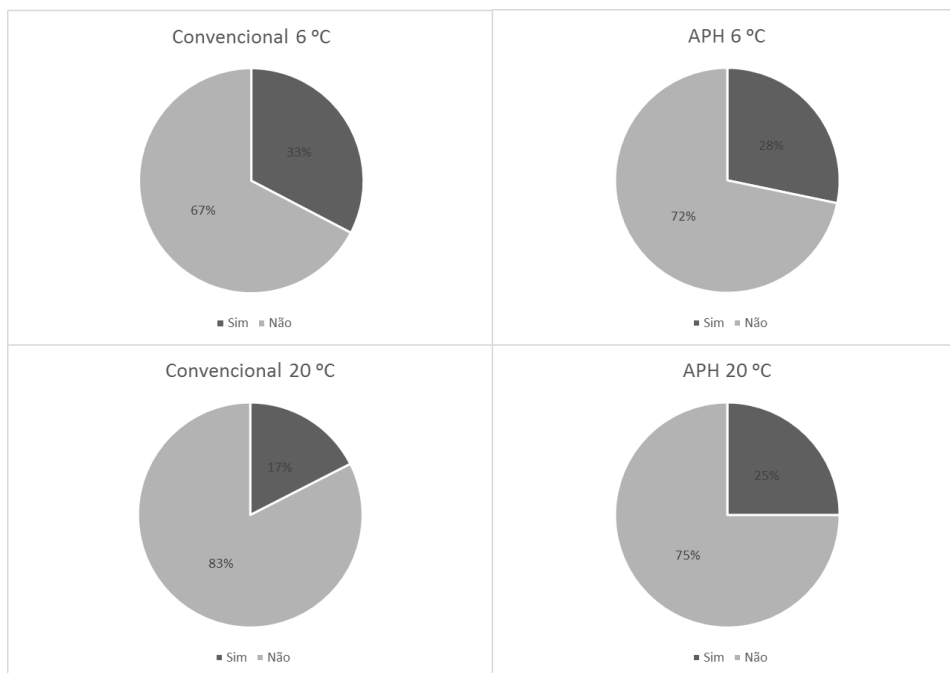 Convencional 6 ºC
33%
67%
Sim Não
APH 6 ºC
28%
72%
Sim Não
Convencional 20 ºC
17%
83%
Sim Não
APH 20 ºC
25%
75%
Sim Não